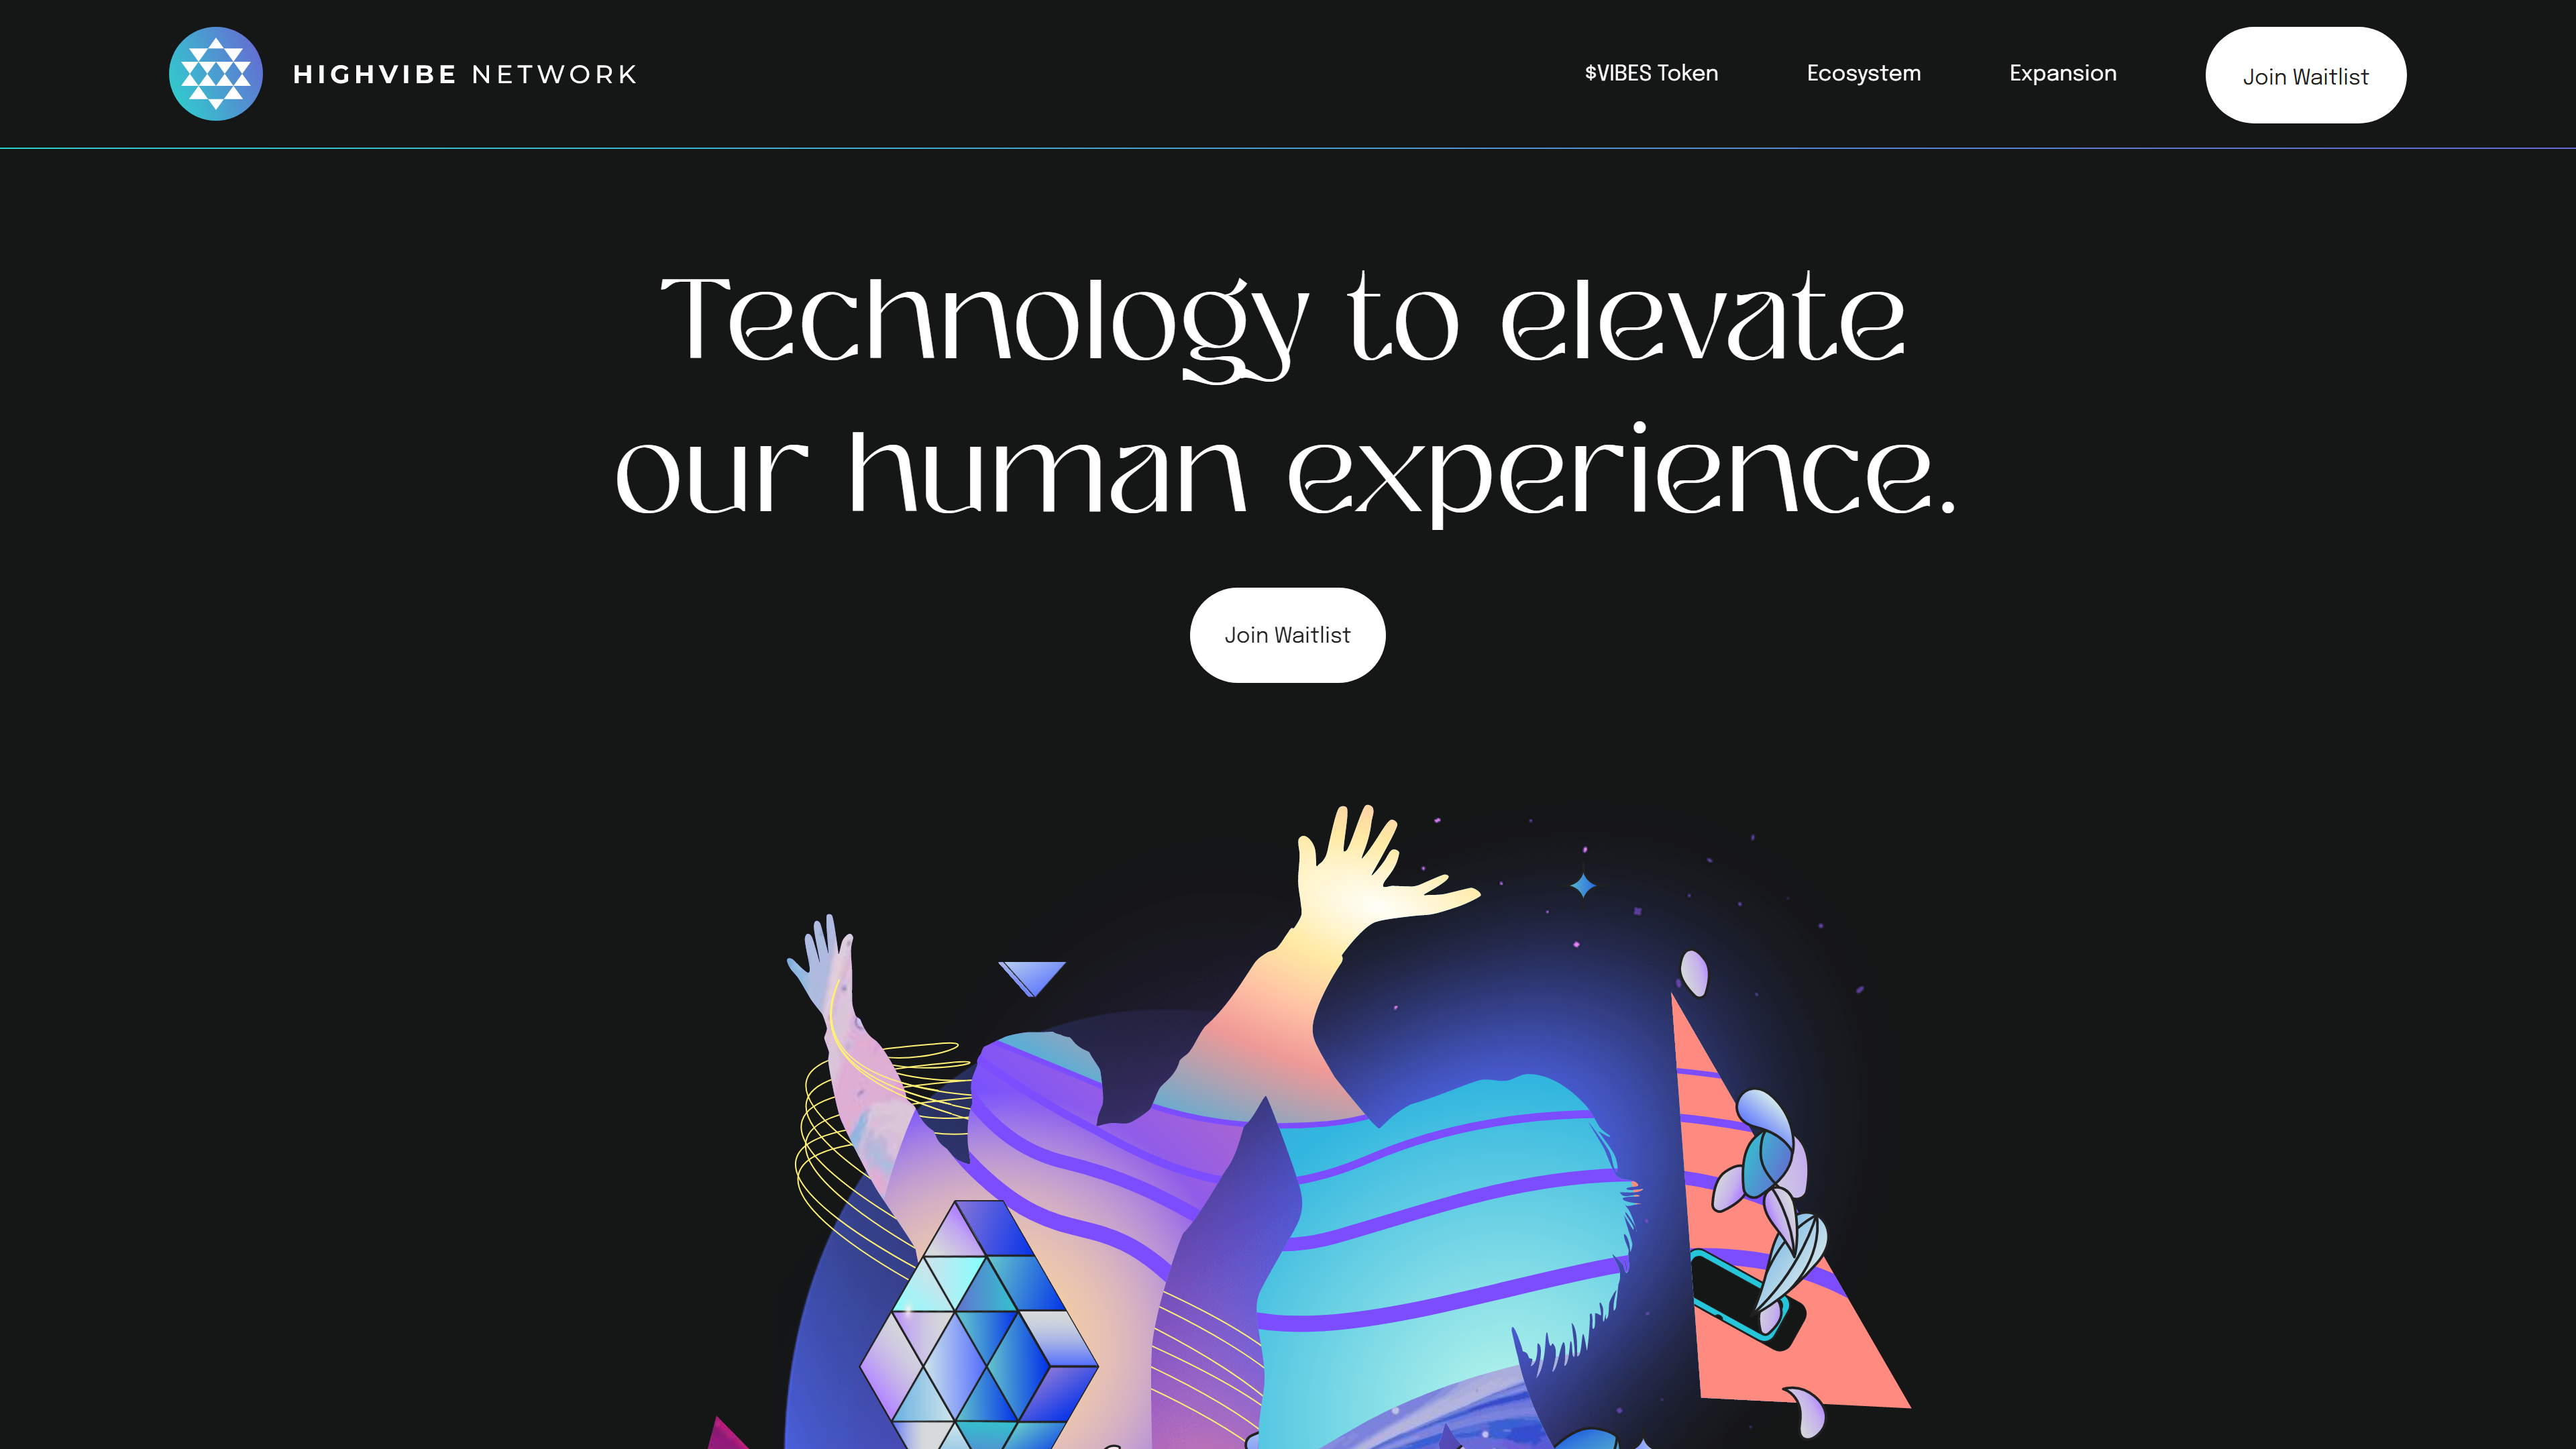 HIGHVIBE NETWORK
$VIBES Token
Ecosystem
Expansion
Join Waitlist
Technology to elevate
our human experience.
Join Waitlist